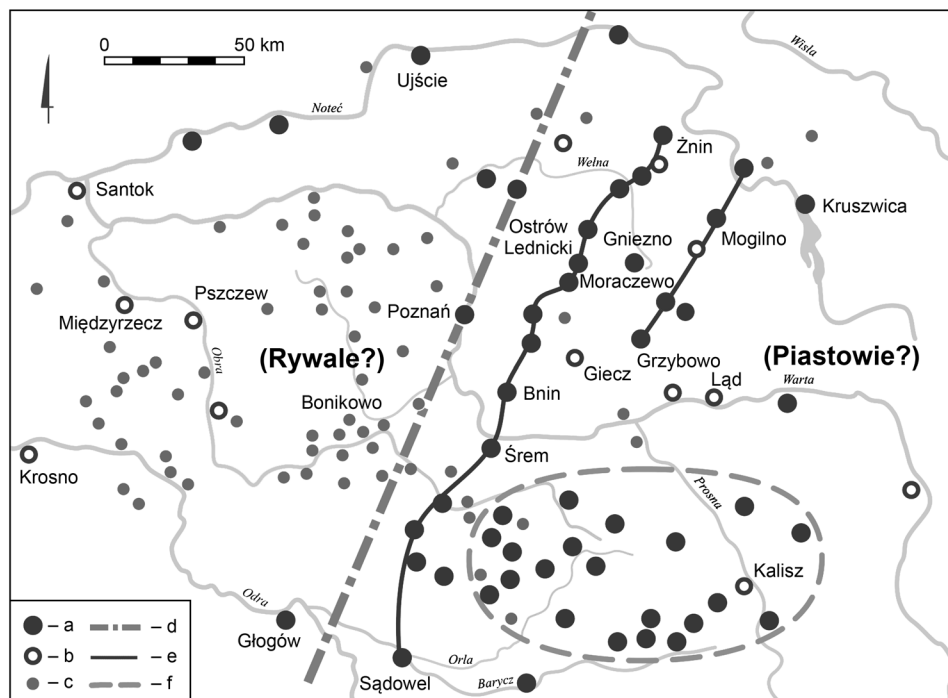 0 50 km
Wisła
Ujście
Noteć
Żnin
Wełna
Santok
Kruszwica
Ostrów
Lednicki
Gniezno
Mogilno
Moraczewo
Pszczew
Międzyrzecz
Poznań
(Rywale?)
Obra
Grzybowo
(Piastowie?)
Giecz
Ląd
Warta
Bnin
Bonikowo
Śrem
Krosno
Prosna
Kalisz
Odra
Głogów
Orla
Sądowel
Barycz
– a – d
– b – e
– c – f